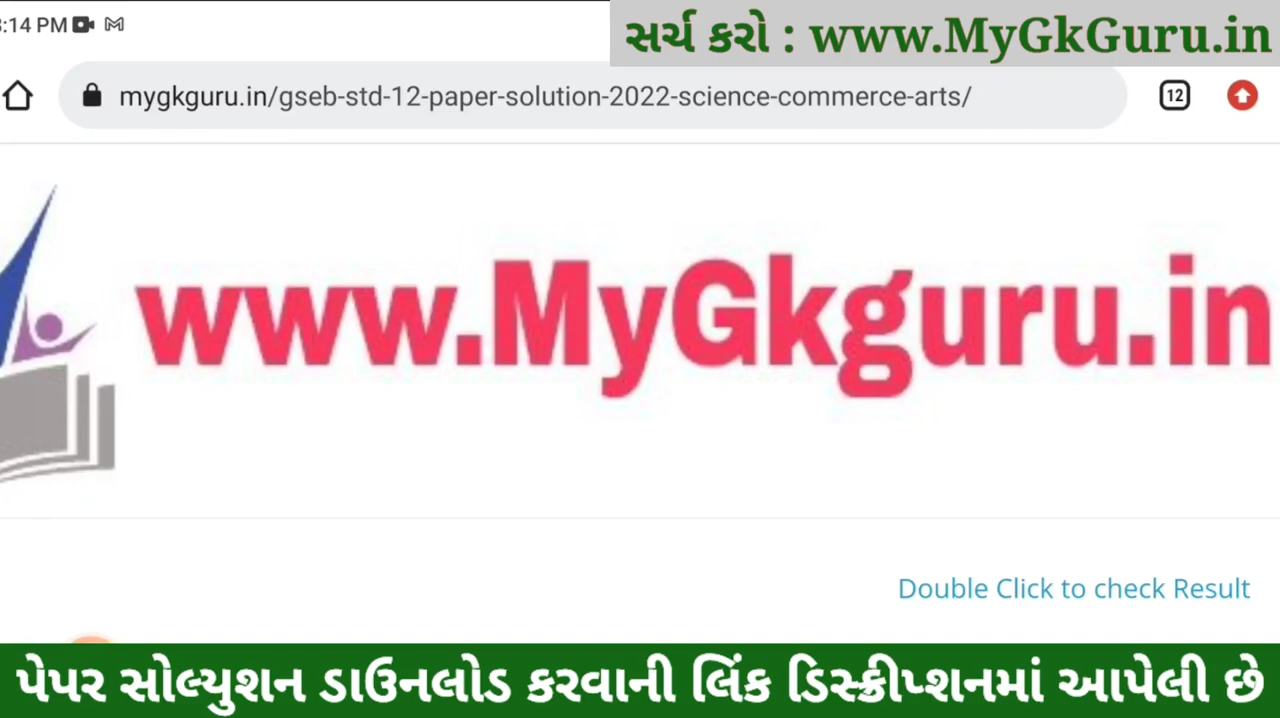 :14 PM
સર્ચ કરો : www.MyGkGuru.in
mygkguru.in/gseb-std-12-paper-solution-2022-science-commerce-arts/
12
www.MyGkguru.in
Double Click to check Result
પેપર સોલ્યુશન ડાઉનલોડ કરવાની લિંક ડિસ્ક્રીપ્શનમાં આપેલી છે